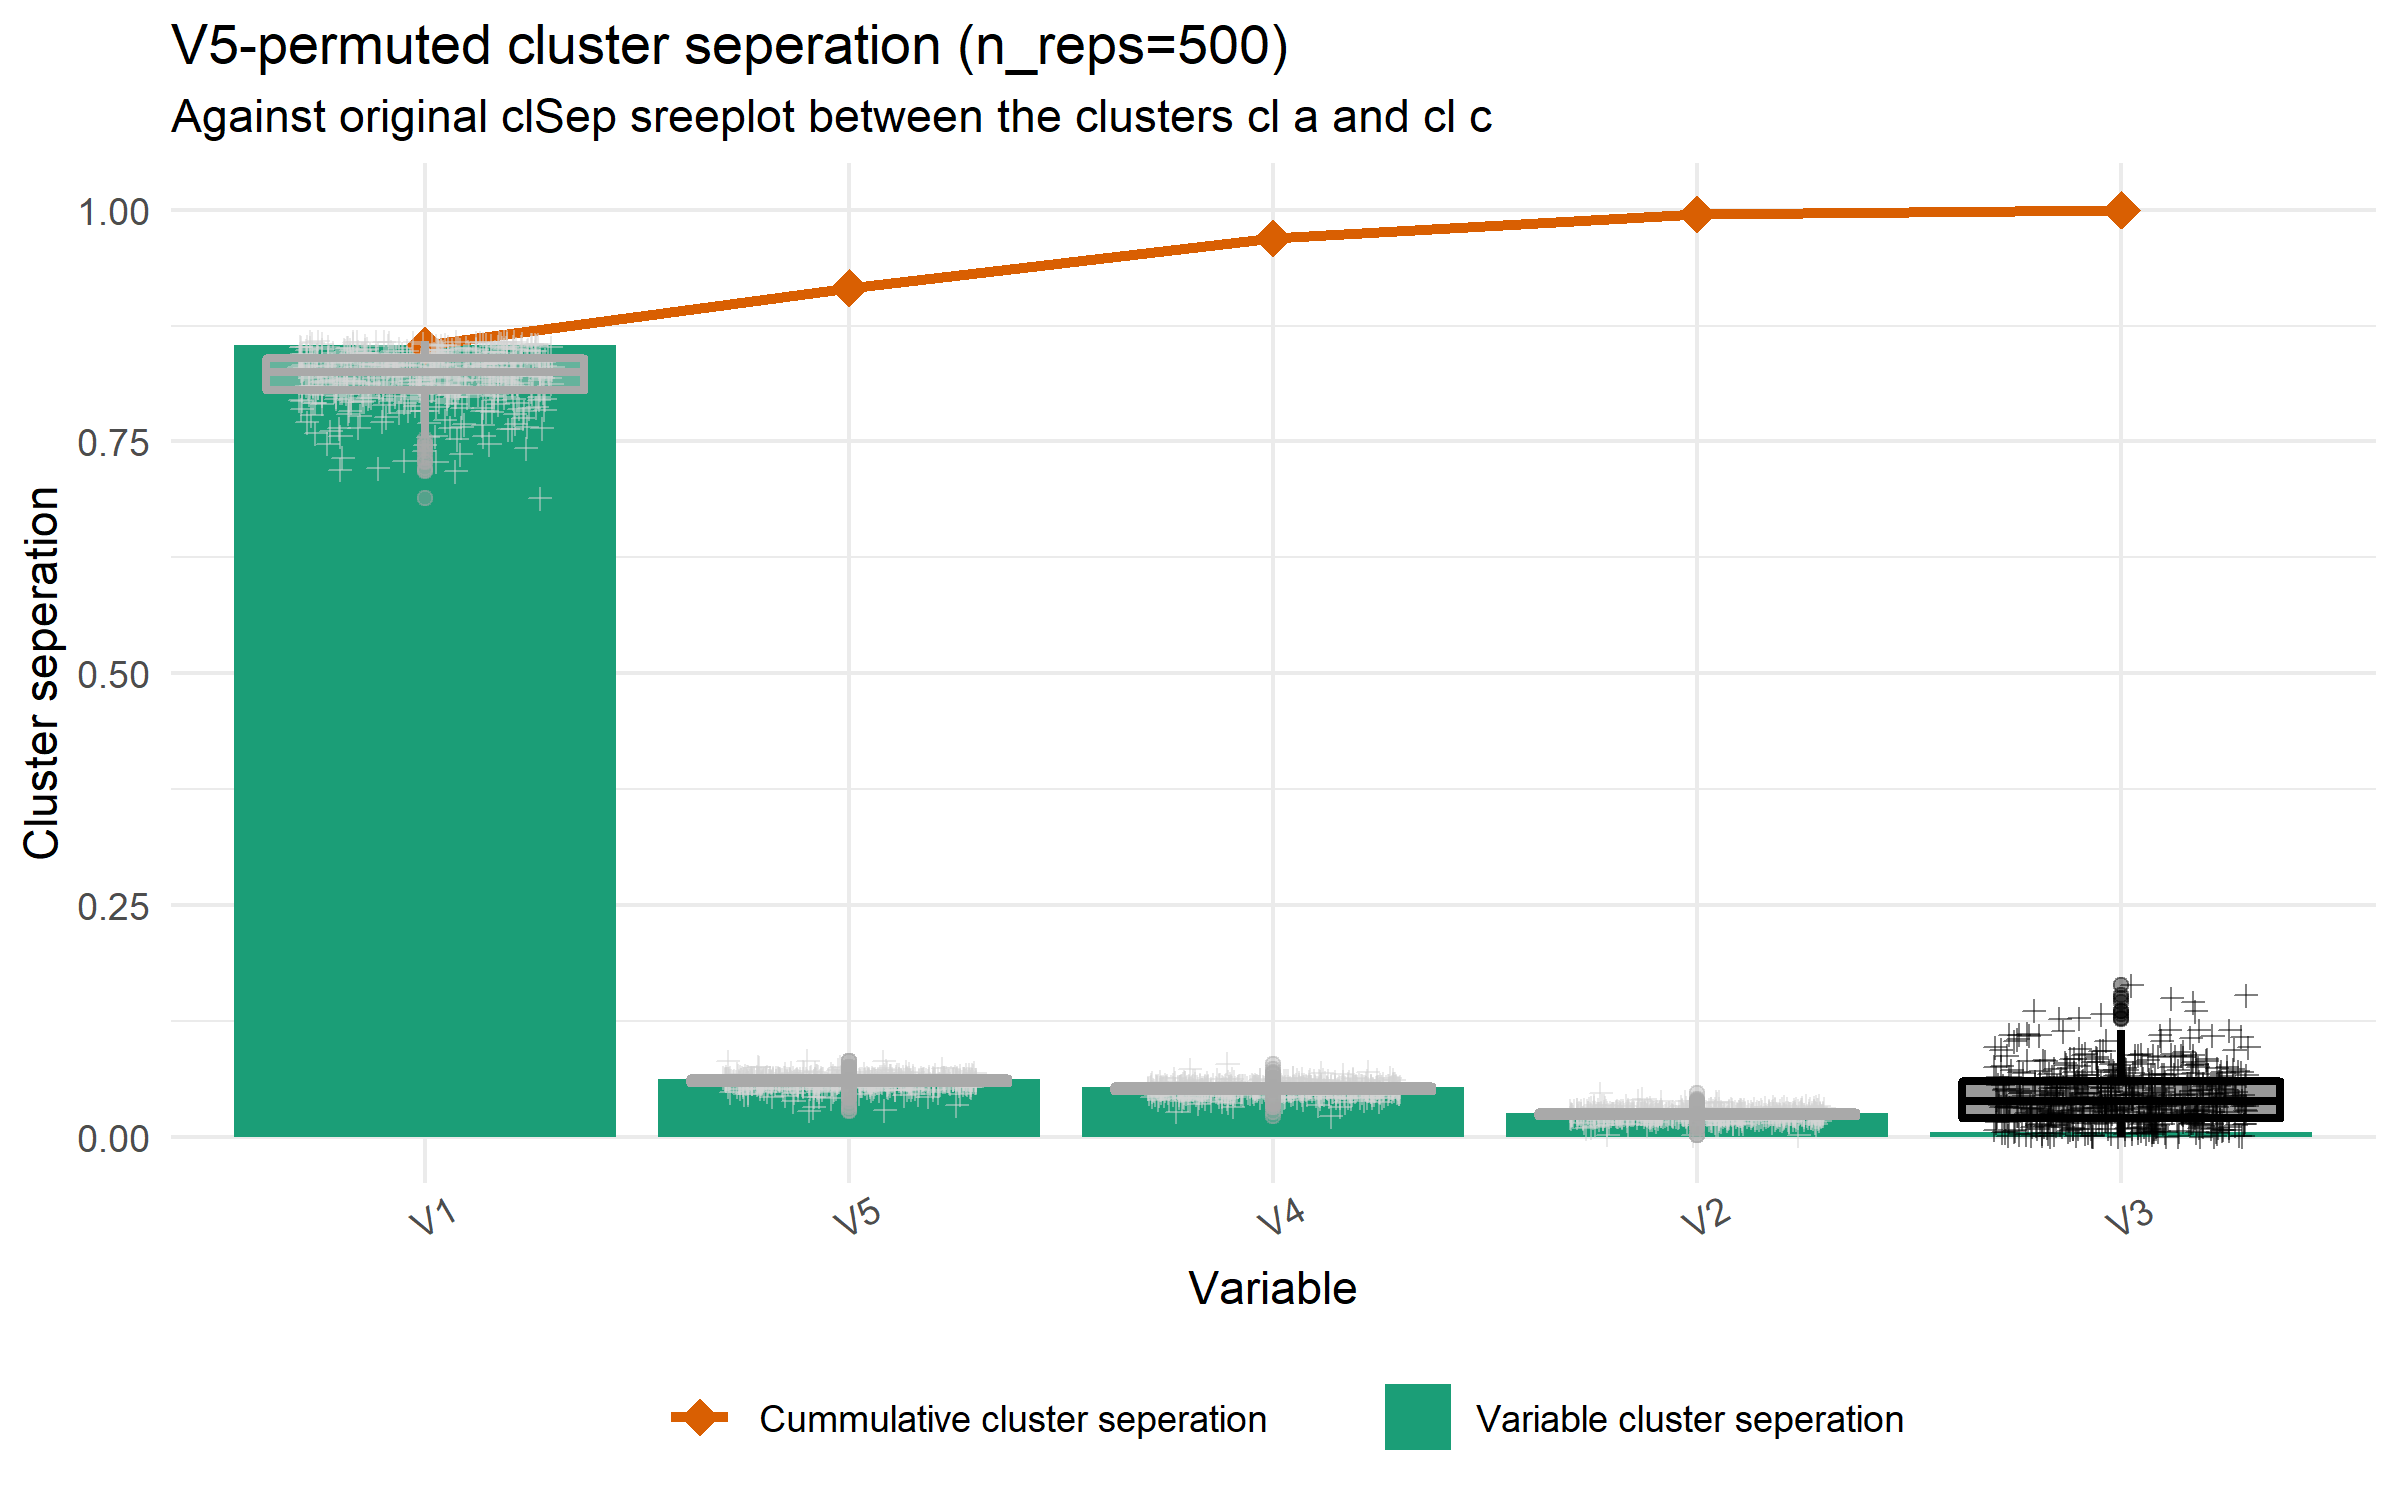 V5-permuted cluster seperation (n_reps=500)
Against original clSep sreeplot between the clusters cl a and cl c
Cluster seperation
1.00
0.75
0.50
0.25
0.00
V1
V5
V4
V2
V3
Variable
Cummulative cluster seperation
Variable cluster seperation